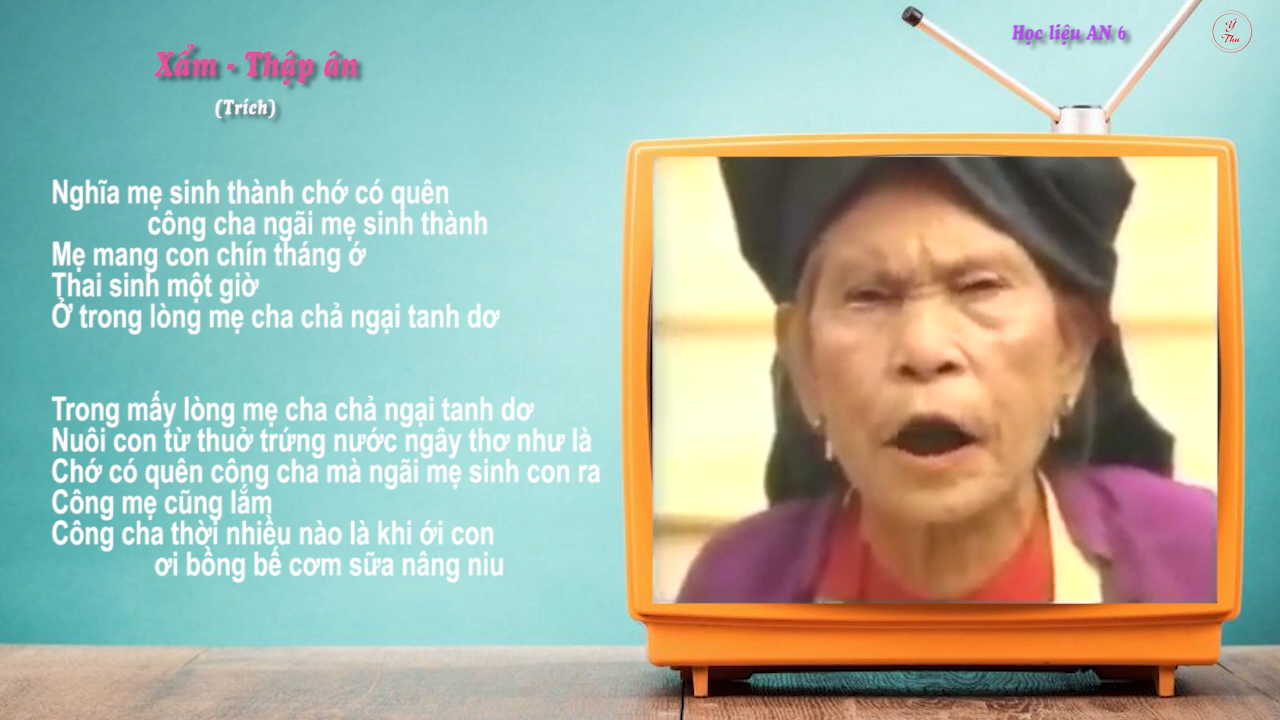 Học liệu AN 6
Ý
Thu
Xẩm - Thập ân
(Trích)
Nghĩa mẹ sinh thành chớ có quên
công cha ngãi mẹ sinh thành
Mẹ mang con chín tháng ớ
Thai sinh một giờ
Ở trong lòng mẹ cha chả ngại tanh dơ
Trong mấy lòng mẹ cha chả ngại tanh dơ
Nuôi con từ thuở trứng nước ngây thơ như là
Chớ có quên công cha mà ngãi mẹ sinh con ra
Công mẹ cũng lắm
Công cha thời nhiều nào là khi ới con
ơi bồng bế cơm sữa nâng niu